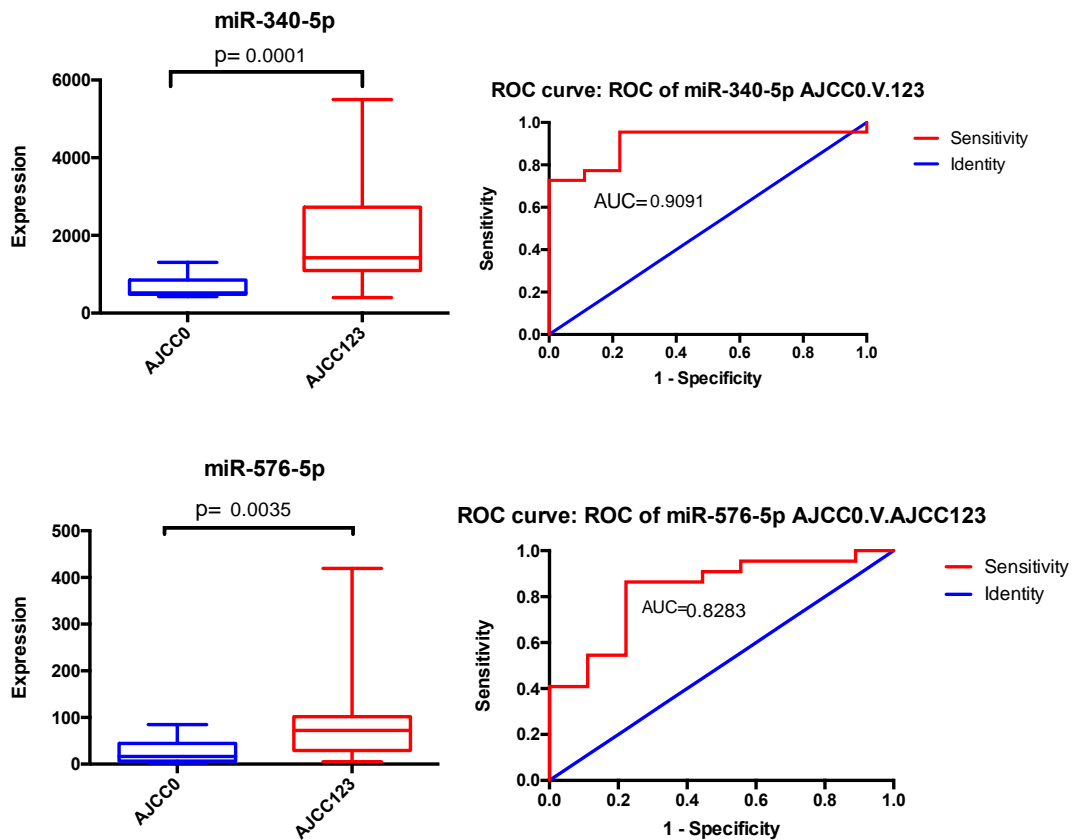 miR-340-5p
p= 0.0001
6000
4000
2000
0
Expression
AJCC0
AJCC123
ROC curve: ROC of miR-340-5p AJCC0.V.123
1.0
0.8
0.6
0.4
0.2
0.0
Sensitivity
AUC=0.9091
0.0 0.2 0.4 0.6 0.8 1.0
1 - Specificity
Sensitivity
Identity
miR-576-5p
p= 0.0035
500
400
300
200
100
0
Expression
AJCC0
AJCC123
ROC curve: ROC of miR-576-5p AJCC0.V.AJCC123
1.0
0.8
0.6
0.4
0.2
0.0
Sensitivity
AUC=0.8283
0.0 0.2 0.4 0.6 0.8 1.0
1 - Specificity
Sensitivity
Identity